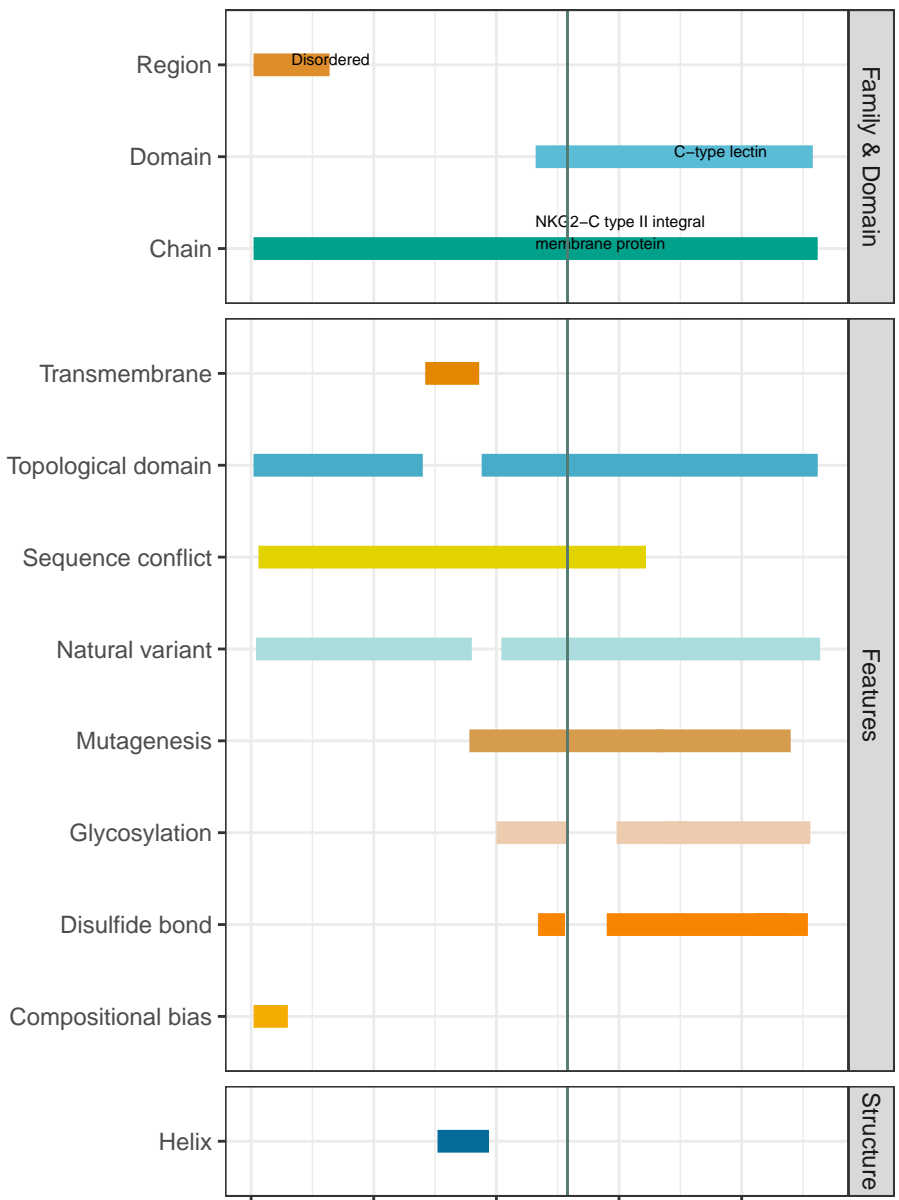 Region
Disordered
Domain
C−type lectin
NKG2−C type II integral
membrane protein
Chain
Family & Domain
Transmembrane
Topological domain
Sequence conflict
Natural variant
Mutagenesis
Glycosylation
Disulfide bond
Compositional bias
Features
Helix
Structure